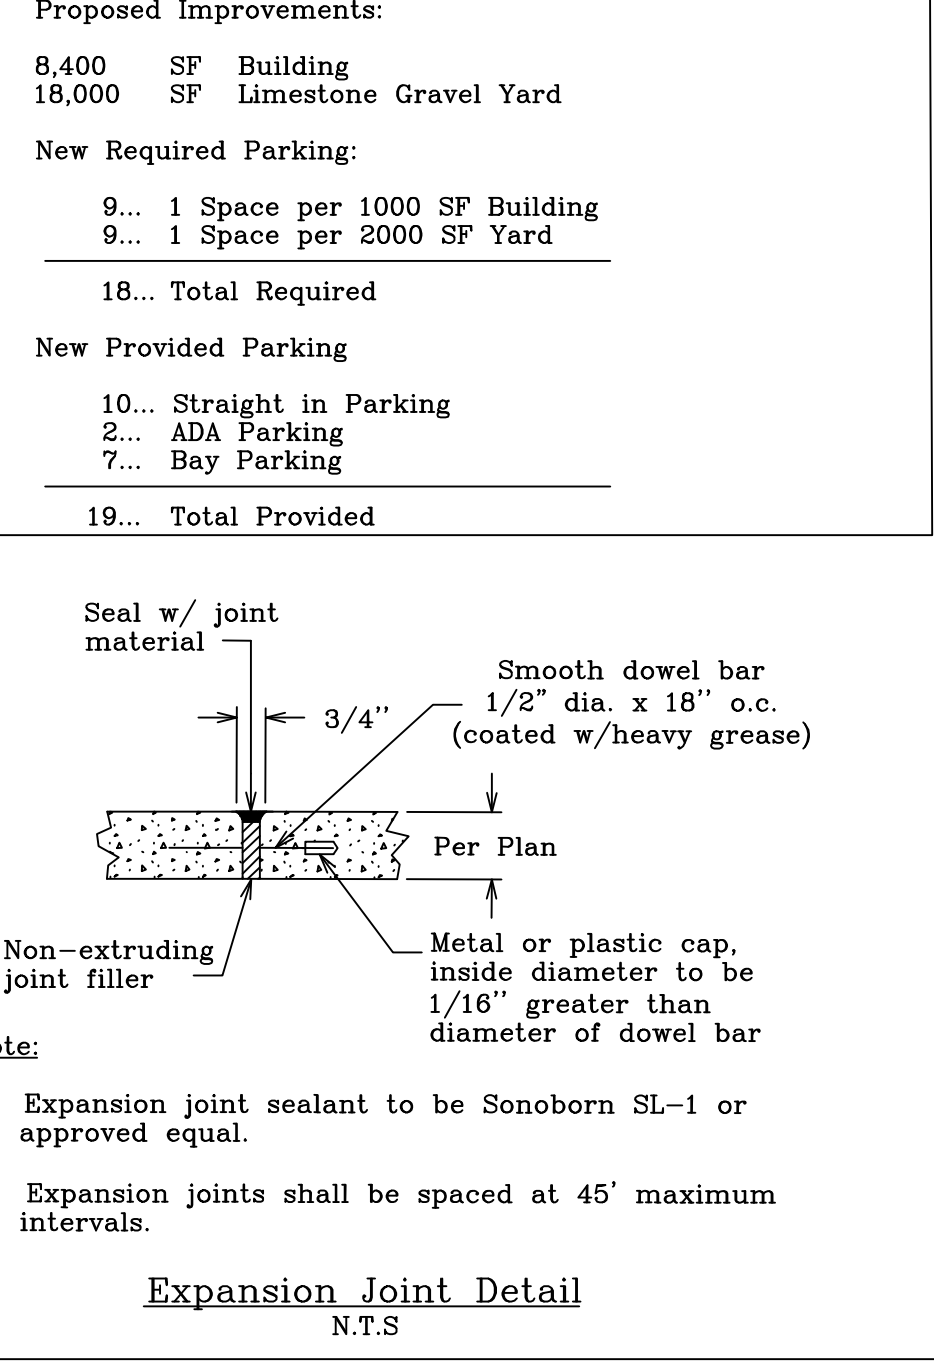 Proposed Improvements:
8,400 SF Building
18,000 SF Limestone Gravel Yard
New Required Parking:
9... 1 Space per 1000 SF Building
9... 1 Space per 2000 SF Yard
18... Total Required
New Provided Parking
10... Straight in Parking
2... ADA Parking
7... Bay Parking
19... Total Provided
Seal w/ joint
material
3/4''
Smooth dowel bar
1/2" dia. x 18'' o.c.
(coated w/heavy grease)
Per Plan
Non-extruding
joint filler
Metal or plastic cap,
inside diameter to be
1/16'' greater than
diameter of dowel bar
ote:
Expansion joint sealant to be Sonoborn SL-1 or
approved equal.
Expansion joints shall be spaced at 45' maximum
intervals.
Expansion Joint Detail
N.T.S